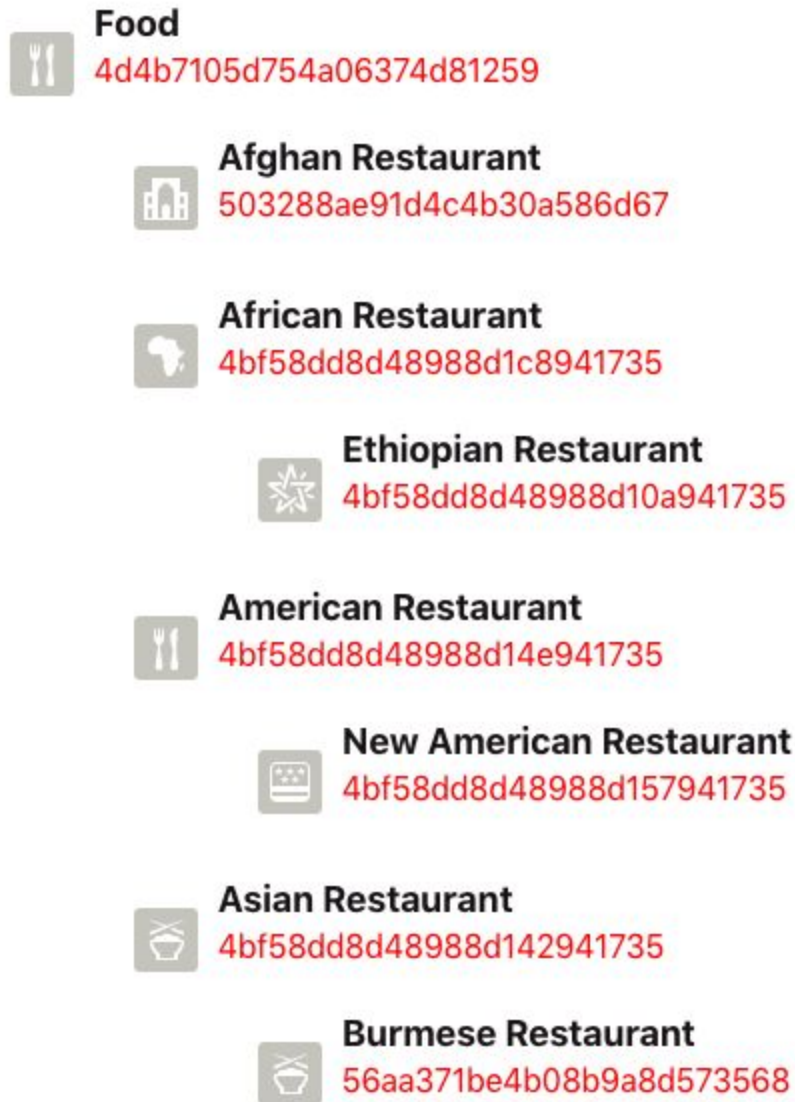 Food
4d4b7105d754a06374d81259
Afghan Restaurant
503288ae91d4c4b30a586d67
African Restaurant
4bf58dd8d48988d1c8941735
Ethiopian Restaurant
4bf58dd8d48988d10a941735
American Restaurant
4bf58dd8d48988d14e941735
New American Restaurant
4bf58dd8d48988d157941735
Asian Restaurant
4bf58dd8d48988d142941735
Burmese Restaurant
56aa371be4b08b9a8d573568